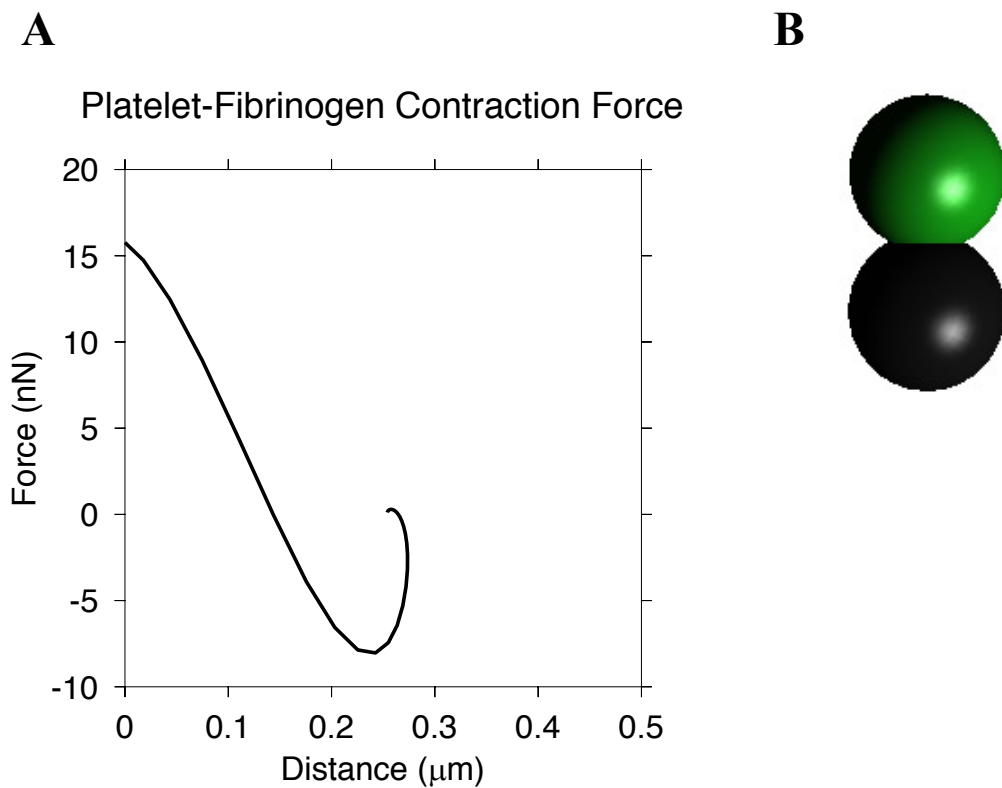 A
B
Platelet-Fibrinogen Contraction Force
20
15
10
5
0
-5
-10
Force (nN)
0 0.1 0.2 0.3 0.4 0.5
Distance (μm)